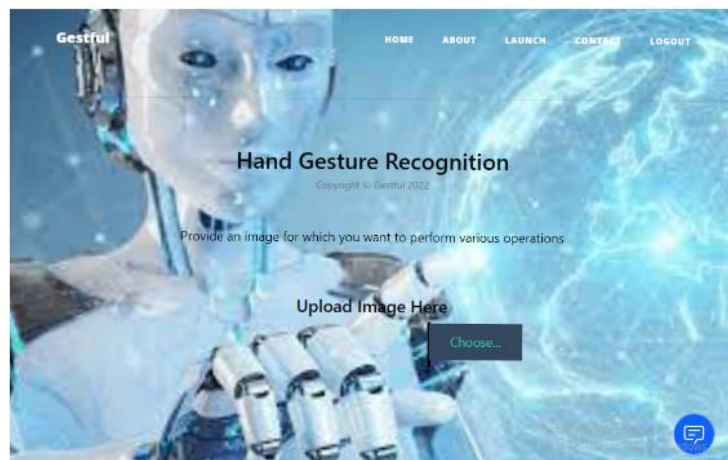 Gestful
HOME ABOUT LAUNCH CONTACT LOGOUT
Hand Gesture Recognition
Copyright © Gestful 2022
Provide an image for which you want to perform various operations
Upload Image Here
Choose...